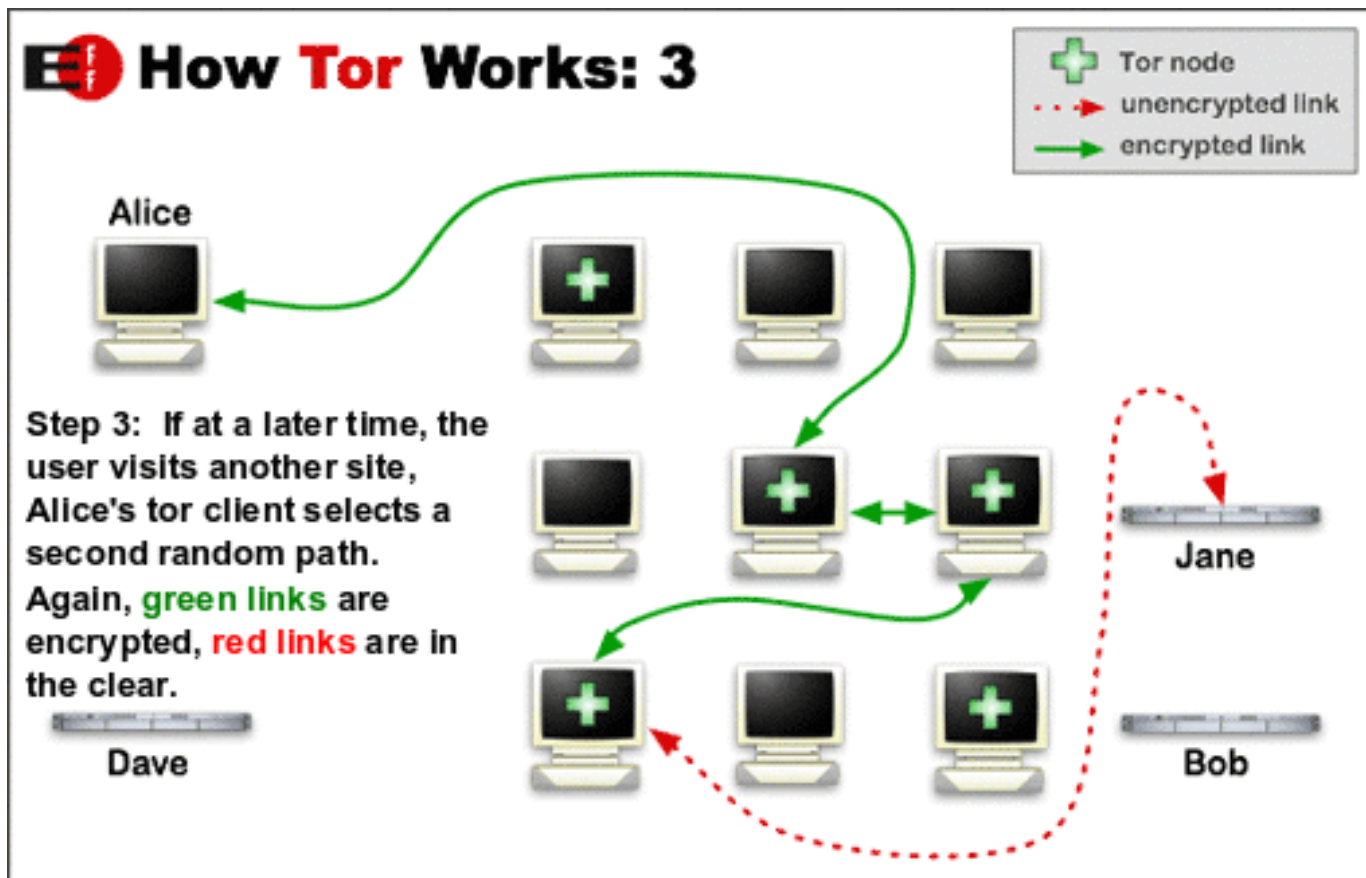 EFF How Tor Works: 3
Tor node
unencrypted link
encrypted link
Alice
Step 3: If at a later time, the
user visits another site,
Alice's tor client selects a
second random path.
Again, green links are
encrypted, red links are in
the clear.
Jane
Dave
Bob